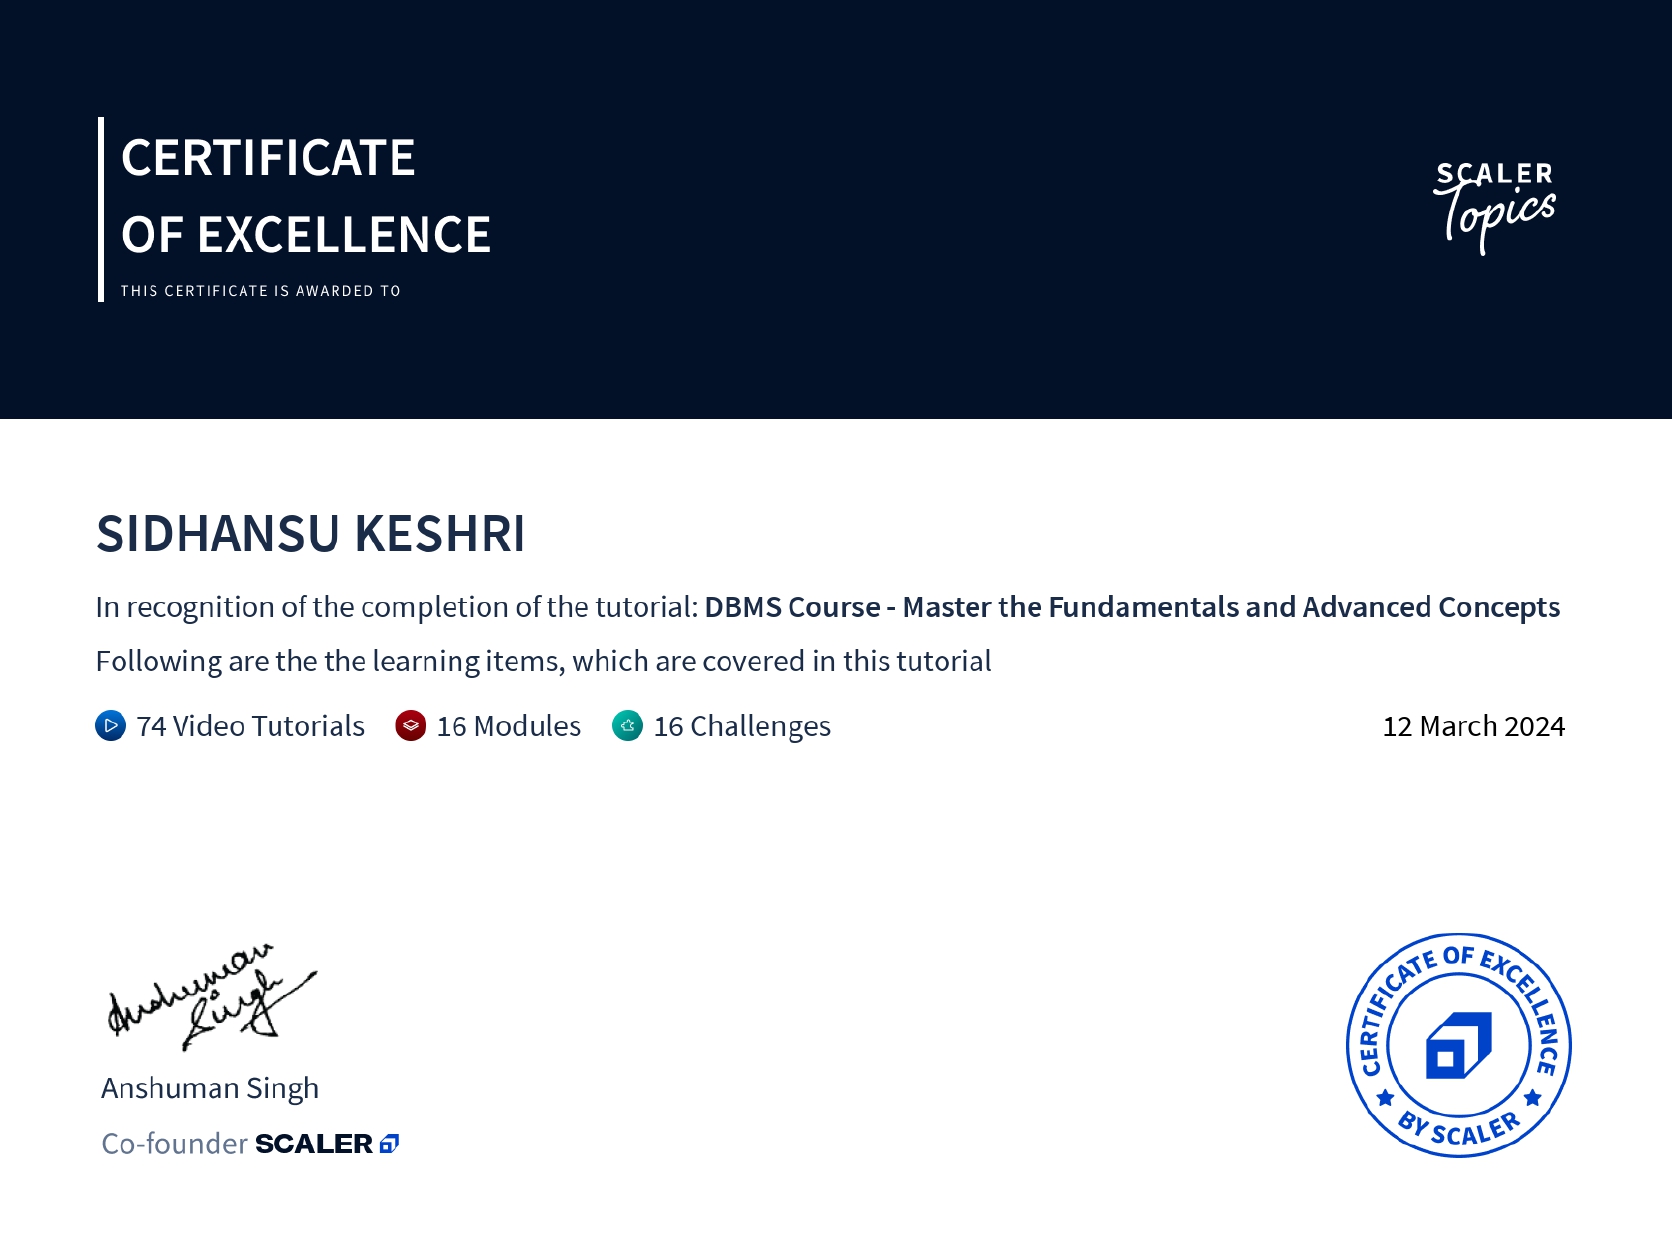 CERTIFICATE
OF EXCELLENCE
THIS CERTIFICATE IS AWARDED TO
SCALER
Topics
SIDHANSU KESHRI
In recognition of the completion of the tutorial: DBMS Course - Master the Fundamentals and Advanced Concepts
Following are the the learning items, which are covered in this tutorial
74 Video Tutorials 16 Modules 16 Challenges 12 March 2024
Anshuman
Singh
Anshuman Singh
Co-founder SCALER
CERTIFICATE OF EXCELLENCE
BY SCALER